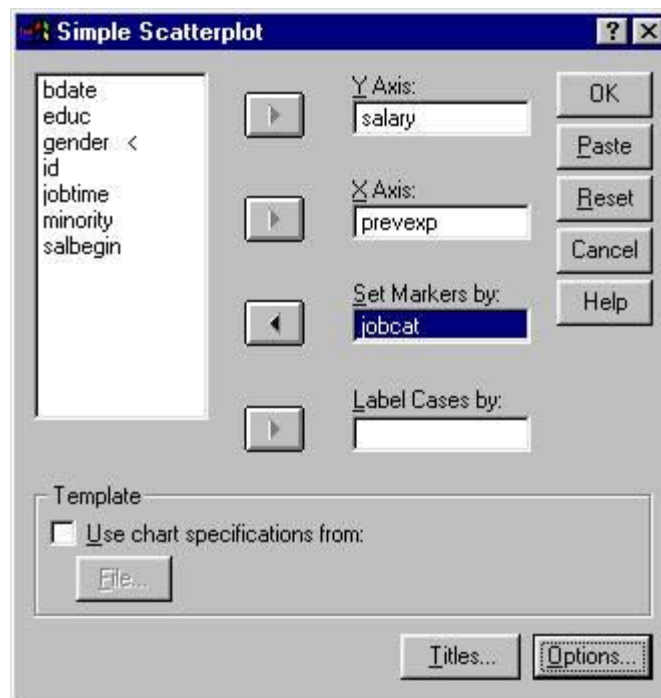 Simple Scatterplot
bdate
educ
gender <
id
jobtime
minority
salbegin
Y Axis:
salary
X Axis:
prevexp
Set Markers by:
jobcat
Label Cases by:
OK
Paste
Reset
Cancel
Help
Template
Use chart specifications from:
File...
Titles...
Options...